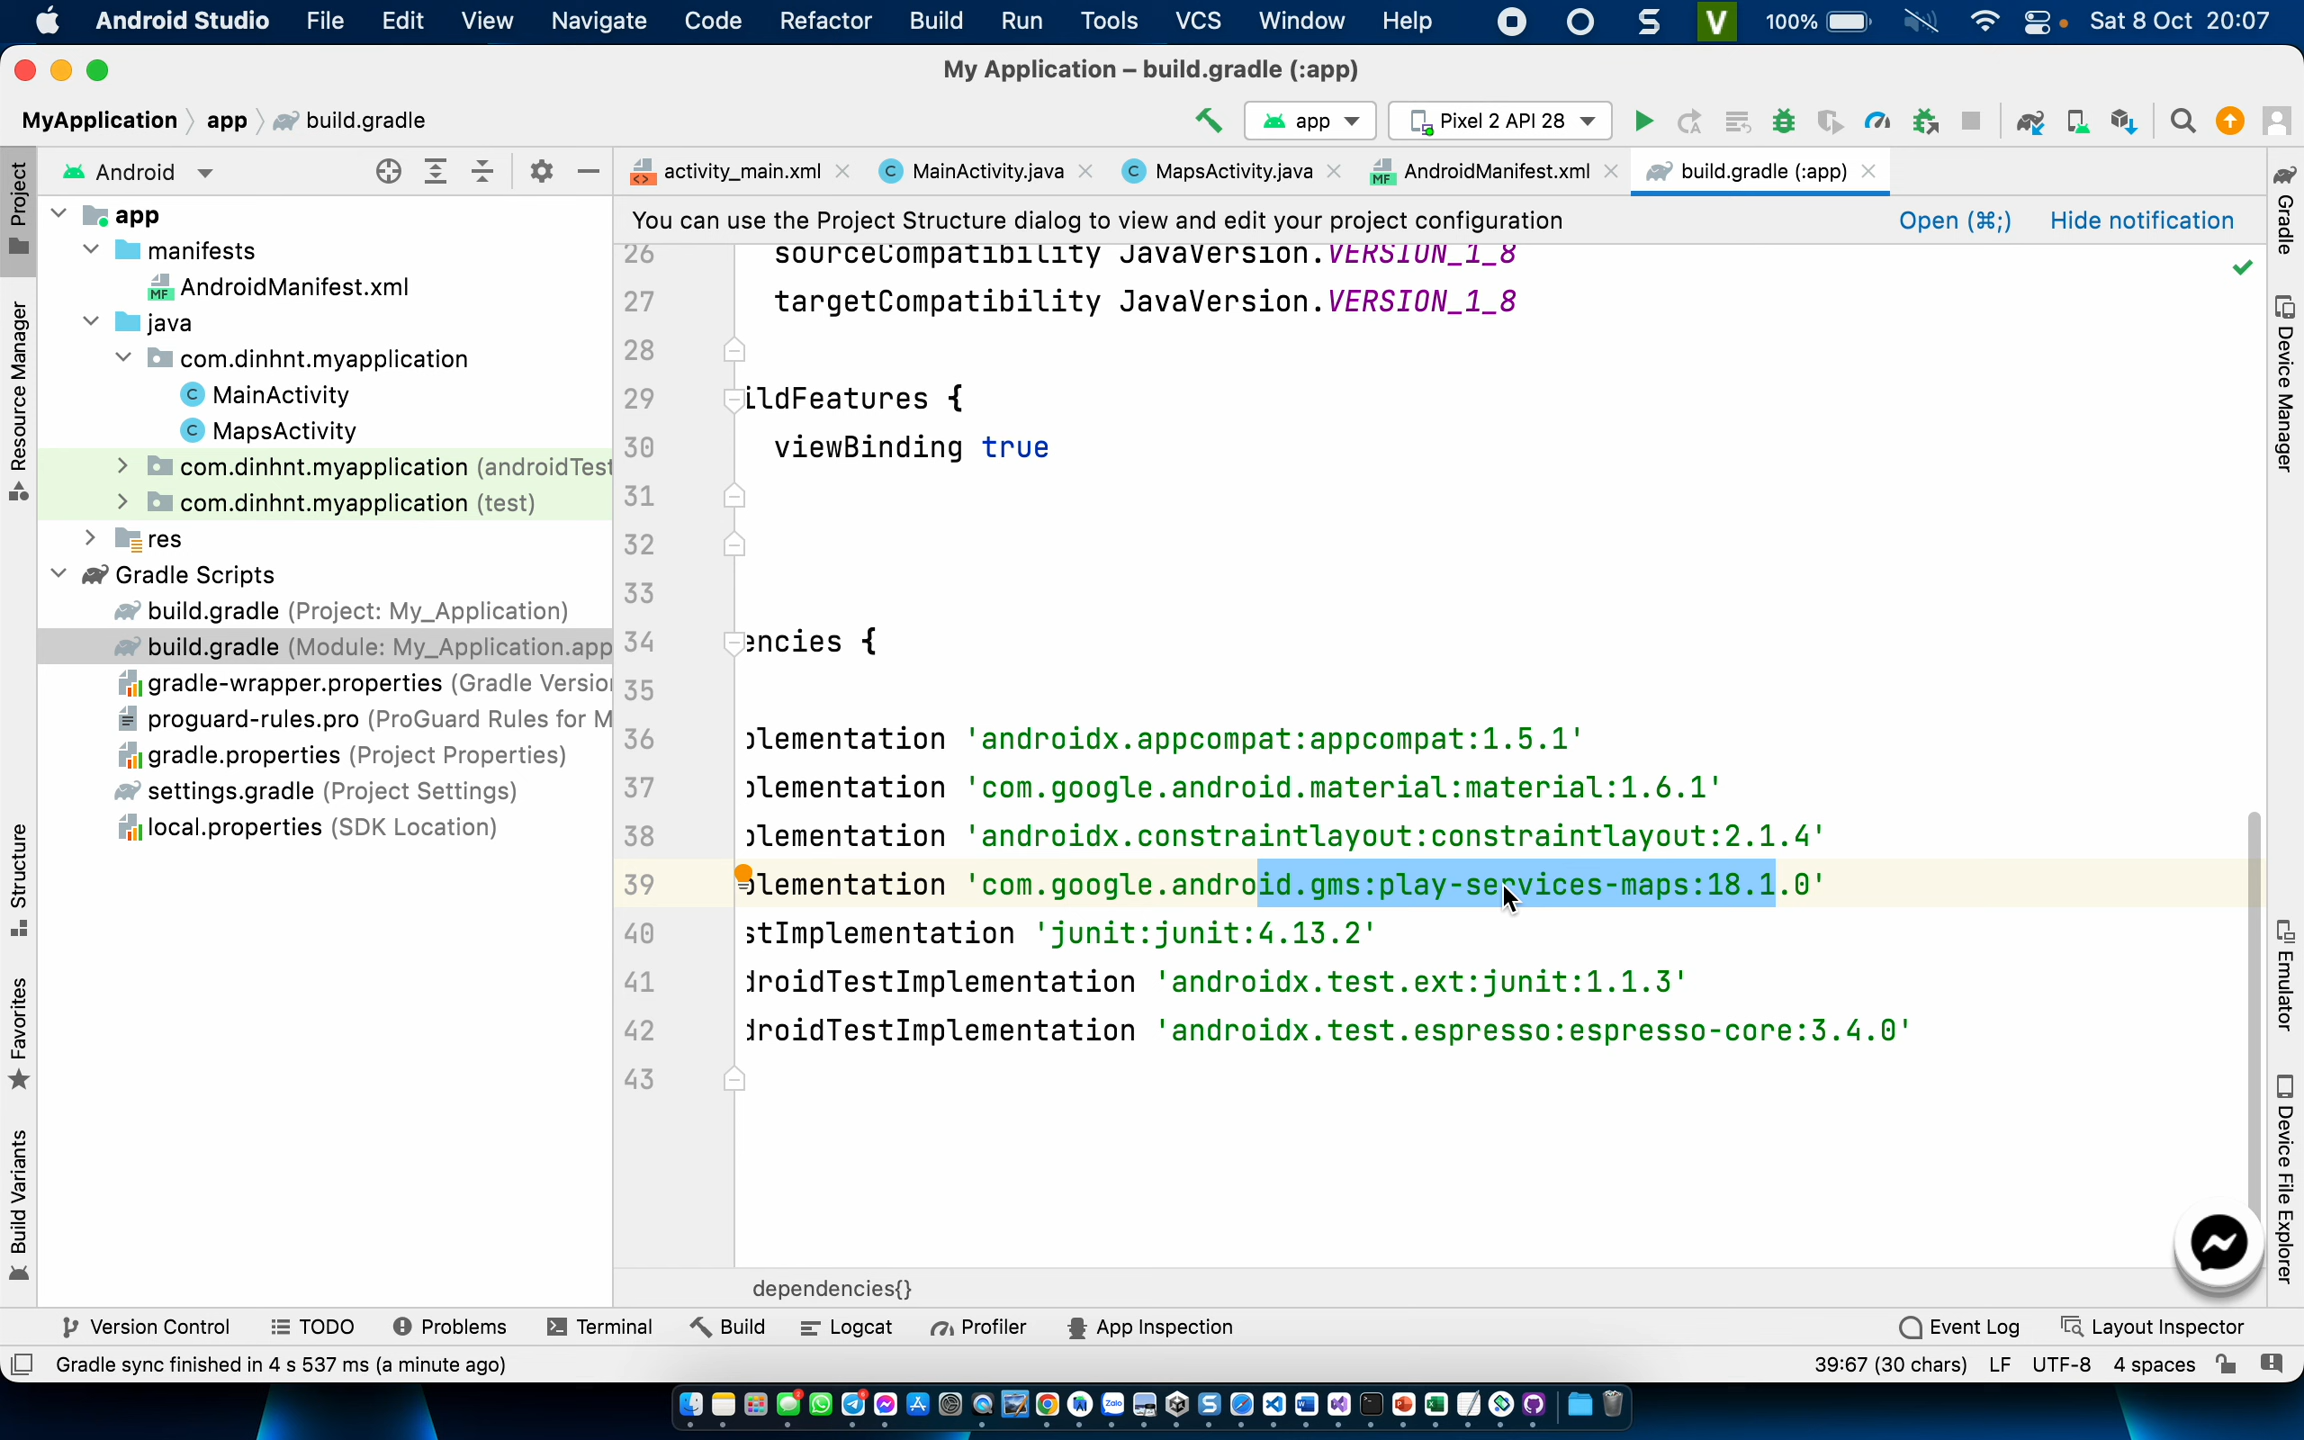 Android Studio File Edit View Navigate Code Refactor Build Run Tools VCS Window Help S V 100% Sat 8 Oct 20:07
My Application – build.gradle (:app)
MyApplication app build.gradle
app Pixel 2 API 28
Android
activity_main.xml MainActivity.java MapsActivity.java AndroidManifest.xml build.gradle (:app)
You can use the Project Structure dialog to view and edit your project configuration Open (⌘;) Hide notification
Project
Resource Manager
Structure
Favorites
Build Variants
app
manifests
AndroidManifest.xml
java
com.dinhnt.myapplication
MainActivity
MapsActivity
com.dinhnt.myapplication (androidTest
com.dinhnt.myapplication (test)
res
Gradle Scripts
build.gradle (Project: My_Application)
build.gradle (Module: My_Application.app
gradle-wrapper.properties (Gradle Version
proguard-rules.pro (ProGuard Rules for M
gradle.properties (Project Properties)
settings.gradle (Project Settings)
local.properties (SDK Location)
26 sourceCompatibility JavaVersion.VERSION_1_8
27 targetCompatibility JavaVersion.VERSION_1_8
28
29 ildFeatures {
30 viewBinding true
31
32
33
34 encies {
35
36 plementation 'androidx.appcompat:appcompat:1.5.1'
37 plementation 'com.google.android.material:material:1.6.1'
38 plementation 'androidx.constraintlayout:constraintlayout:2.1.4'
39 plementation 'com.google.android.gms:play-services-maps:18.1.0'
40 stImplementation 'junit:junit:4.13.2'
41 droidTestImplementation 'androidx.test.ext:junit:1.1.3'
42 droidTestImplementation 'androidx.test.espresso:espresso-core:3.4.0'
43
dependencies{}
Gradle
Device Manager
Emulator
Device File Explorer
Version Control TODO Problems Terminal Build Logcat Profiler App Inspection Event Log Layout Inspector
Gradle sync finished in 4 s 537 ms (a minute ago) 39:67 (30 chars) LF UTF-8 4 spaces